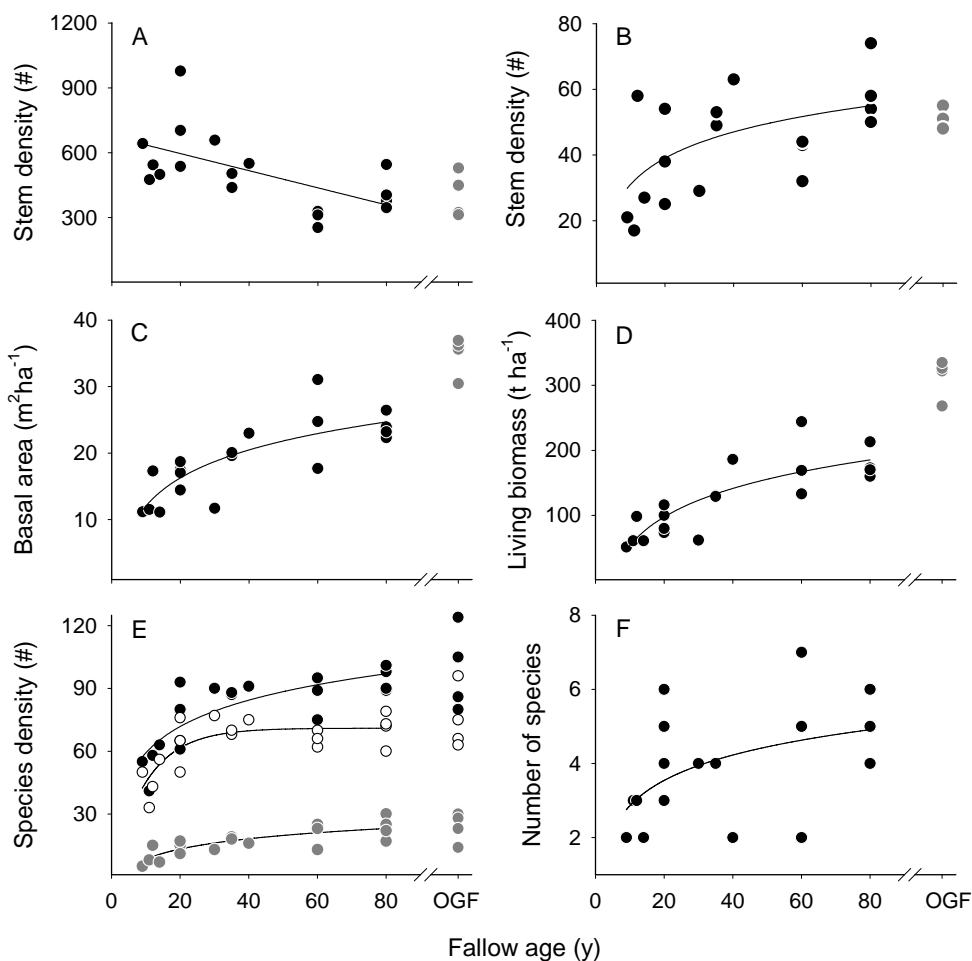 A
Stem density (#)
1200
900
600
300
B
Stem density (#)
80
60
40
20
C
Basal area (m²ha⁻¹)
40
30
20
10
D
Living biomass (t ha⁻¹)
400
300
200
100
E
Species density (#)
120
90
60
30
0 20 40 60 80 OGF
F
Number of species
8
6
4
2
0 20 40 60 80 OGF
Fallow age (y)